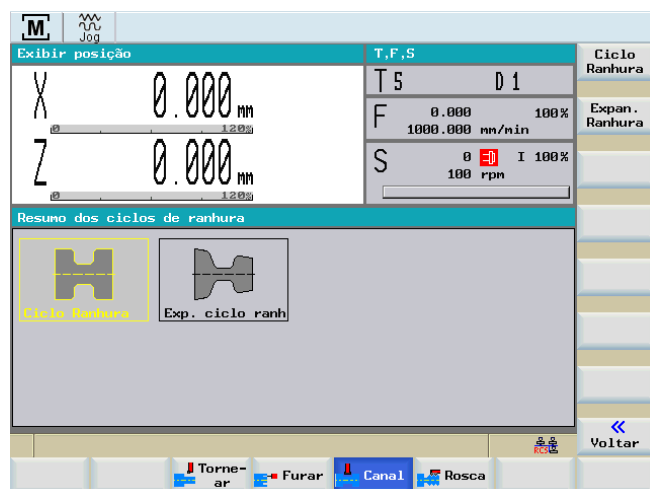 M
Jog
Exibir posição
T,F,S
Ciclo
Ranhura
X 0.000 mm
0 120%
T 5 D 1
Expan.
Ranhura
F 0.000 100%
1000.000 mm/min
Z 0.000 mm
0 120%
S 0 I 100%
100 rpm
Resumo dos ciclos de ranhura
Ciclo Ranhura
Exp. ciclo ranh
RCS
Voltar
Torne-
ar
Furar
Canal
Rosca